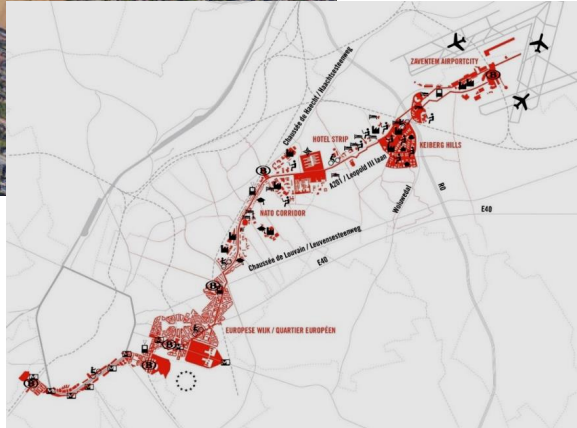 ZAVENTEM AIRPORTCITY
Chaussée de Haecht / Haachtsesteenweg
HOTEL STRIP
KEIBERG HILLS
A201 / Leopold III laan
NATO CORRIDOR
Woluwedal
R0
E40
Chaussée de Louvain / Leuvensesteenweg
E40
EUROPESE WIJK / QUARTIER EUROPÉEN
B
B
B
B
B
B